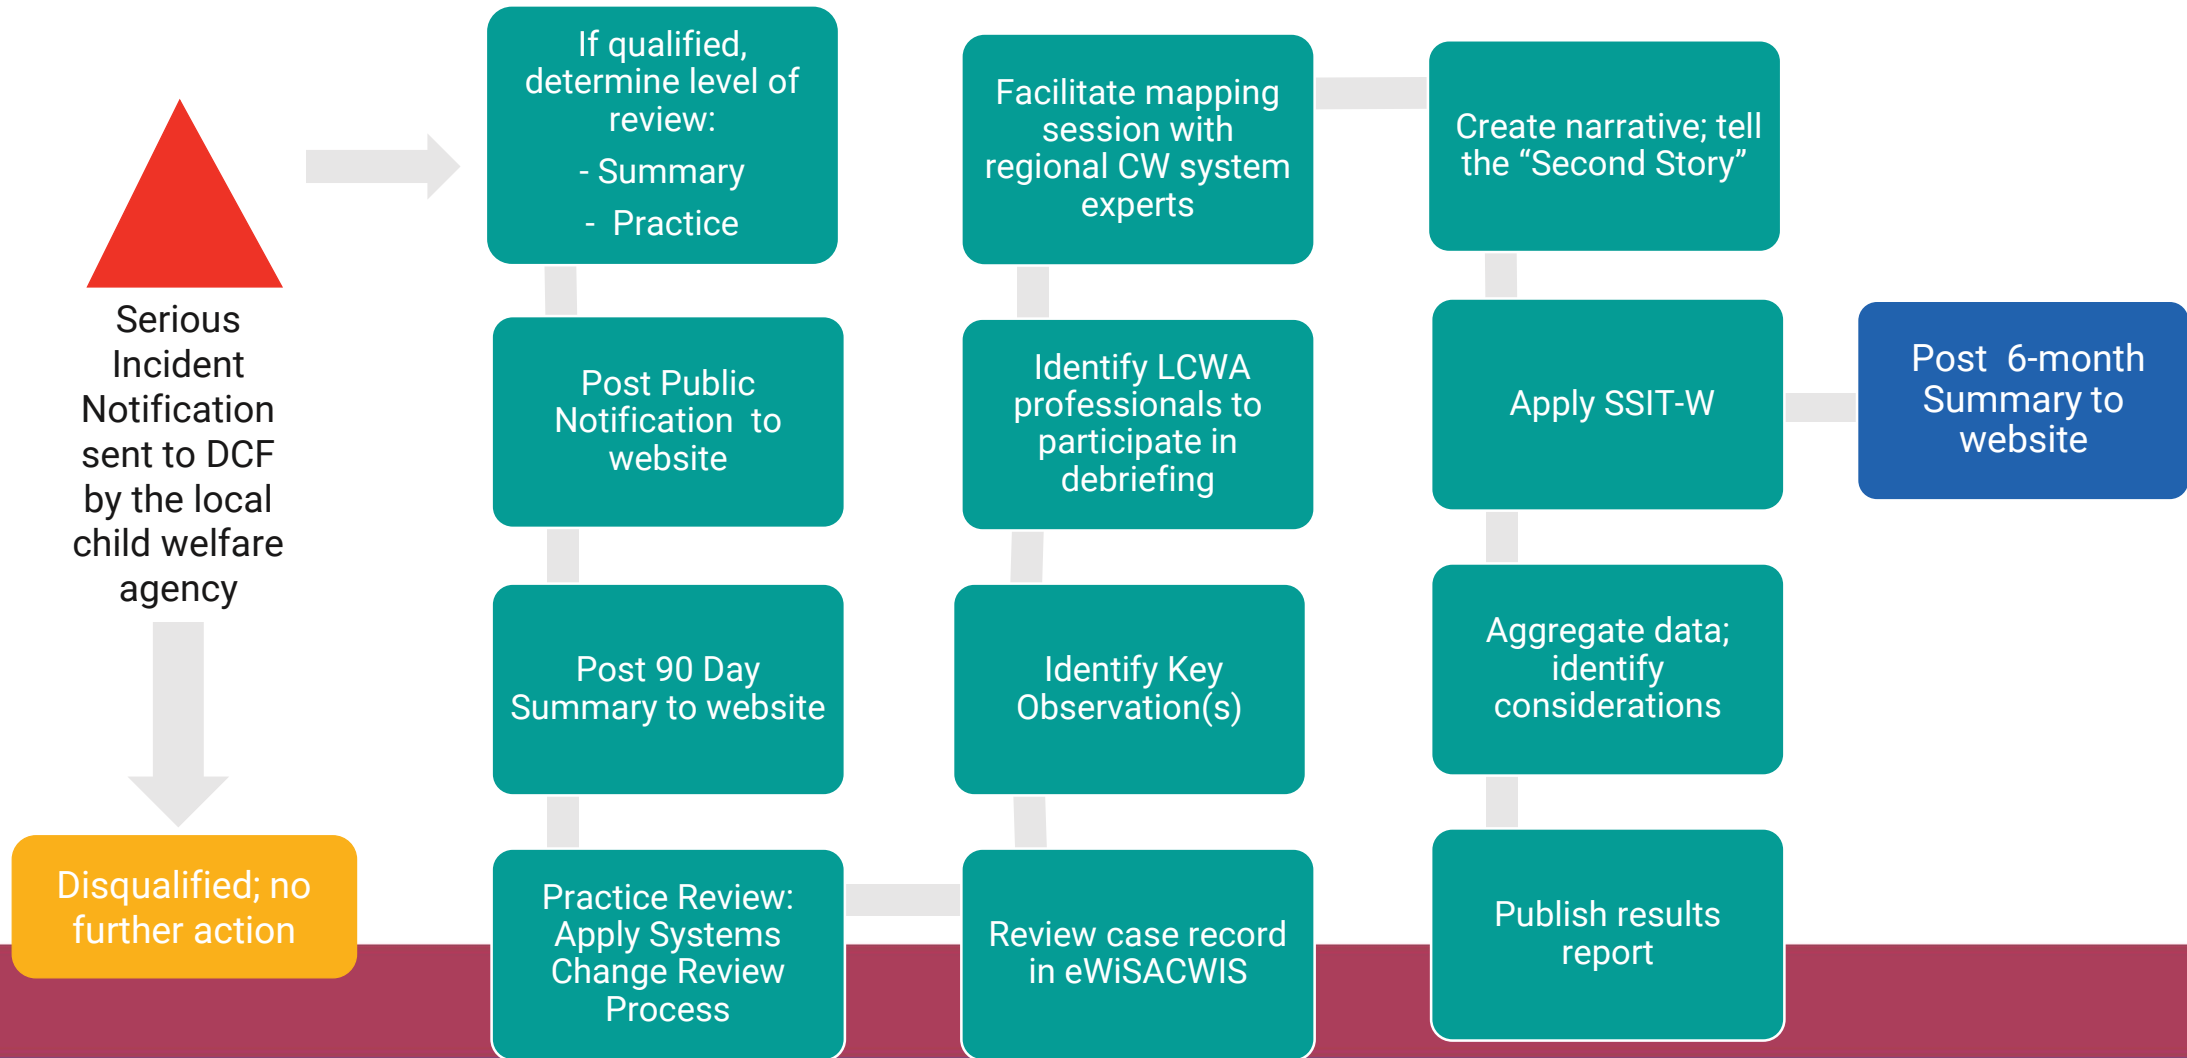 Serious
Incident
Notification
sent to DCF
by the local
child welfare
agency
Disqualified; no
further action
If qualified,
determine level of
review:
- Summary
- Practice
Post Public
Notification to
website
Post 90 Day
Summary to website
Practice Review:
Apply Systems
Change Review
Process
Review case record
in eWiSACWIS
Identify Key
Observation(s)
Identify LCWA
professionals to
participate in
debriefing
Facilitate mapping
session with
regional CW system
experts
Create narrative; tell
the “Second Story”
Apply SSIT-W
Post 6-month
Summary to
website
Aggregate data;
identify
considerations
Publish results
report